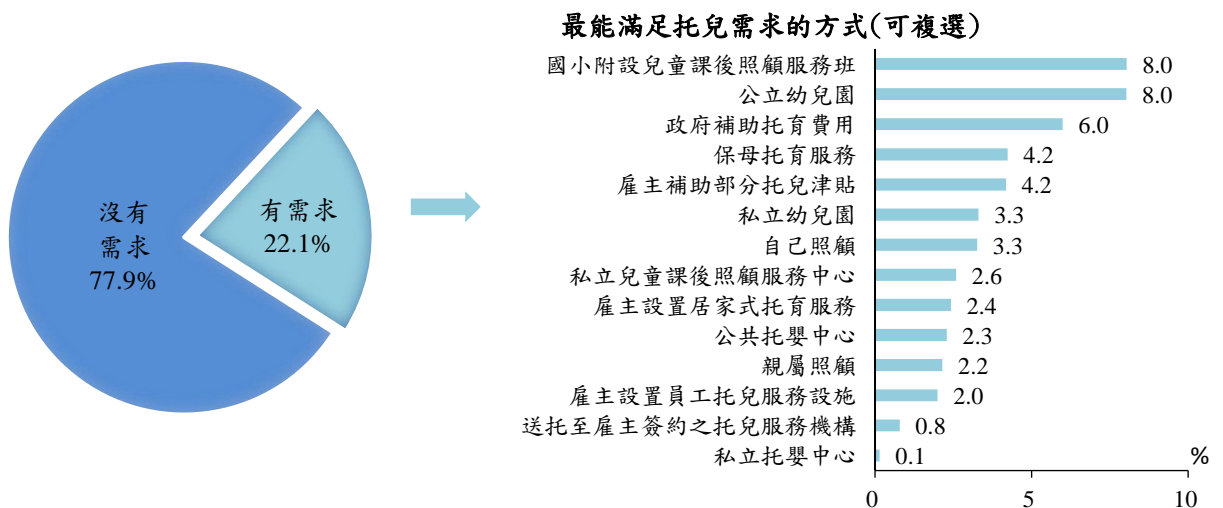 最能滿足托兒需求的方式(可複選)
沒有
需求
77.9%
有需求
22.1%
國小附設兒童課後照顧服務班 8.0
公立幼兒園 8.0
政府補助托育費用 6.0
保母托育服務 4.2
雇主補助部分托兒津貼 4.2
私立幼兒園 3.3
自己照顧 3.3
私立兒童課後照顧服務中心 2.6
雇主設置居家式托育服務 2.4
公共托嬰中心 2.3
親屬照顧 2.2
雇主設置員工托兒服務設施 2.0
送托至雇主簽約之托兒服務機構 0.8
私立托嬰中心 0.1
%
0 5 10